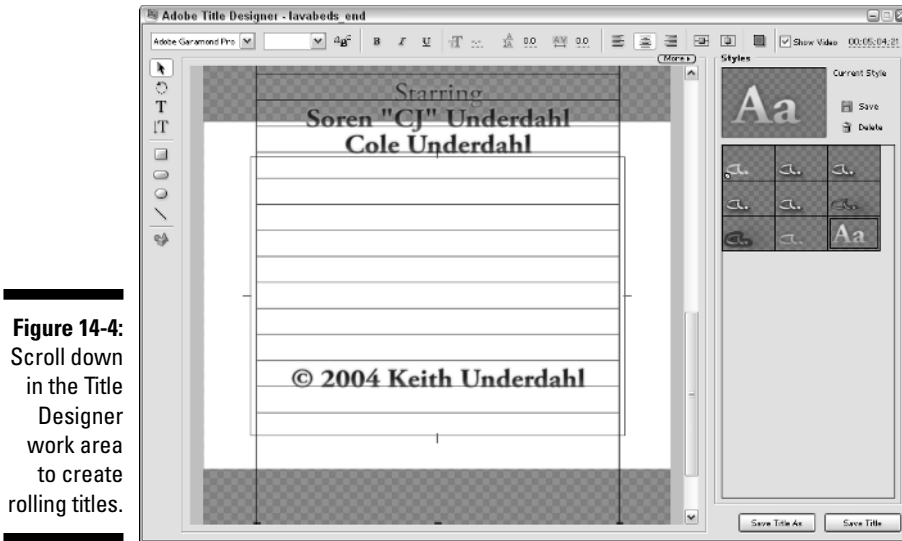 Adobe Title Designer - lavabeds_end
Adobe Garamond Pro
B I U
0.0
0.0
Show Video 00:05:04:21
More
Styles
Current Style
Aa
Save
Delete
Aa
T
Starring
Soren "CJ" Underdahl
Cole Underdahl
© 2004 Keith Underdahl
Save Title As
Save Title
Figure 14-4:
Scroll down
in the Title
Designer
work area
to create
rolling titles.